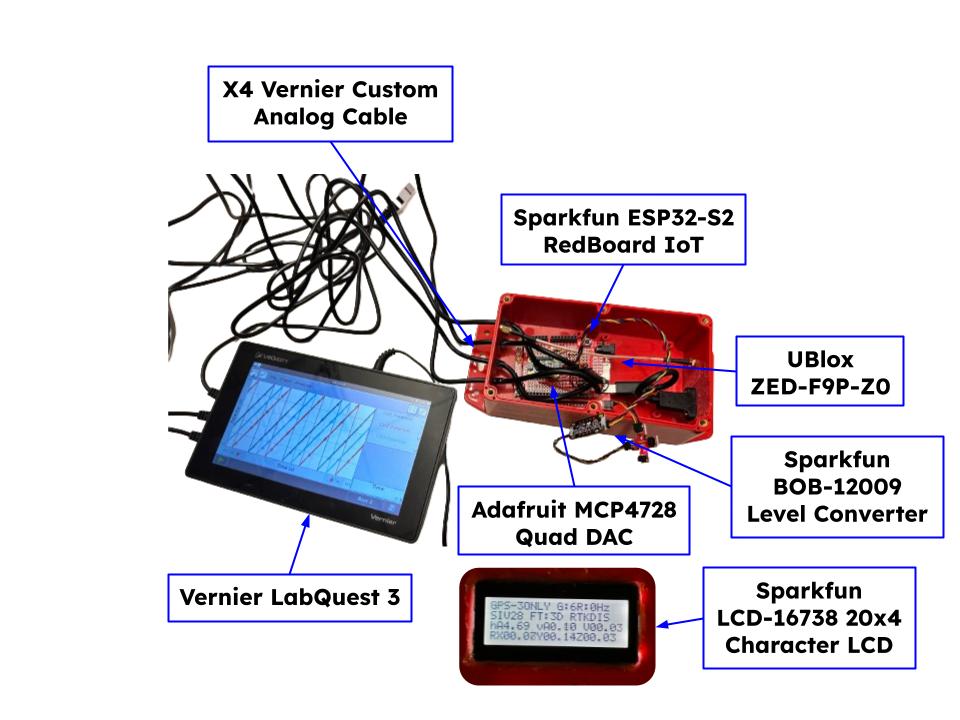 X4 Vernier Custom
Analog Cable
Sparkfun ESP32-S2
RedBoard IoT
UBlox
ZED-F9P-Z0
Sparkfun
BOB-12009
Level Converter
Adafruit MCP4728
Quad DAC
Vernier
Vernier LabQuest 3
Sparkfun
LCD-16738 20x4
Character LCD
GPS-3ONLY G:6R:0Hz
SIV28 FT:3D RTKDIS
hA4.69 vA0.10 V00.03
RX00.02Y00.14Z00.03